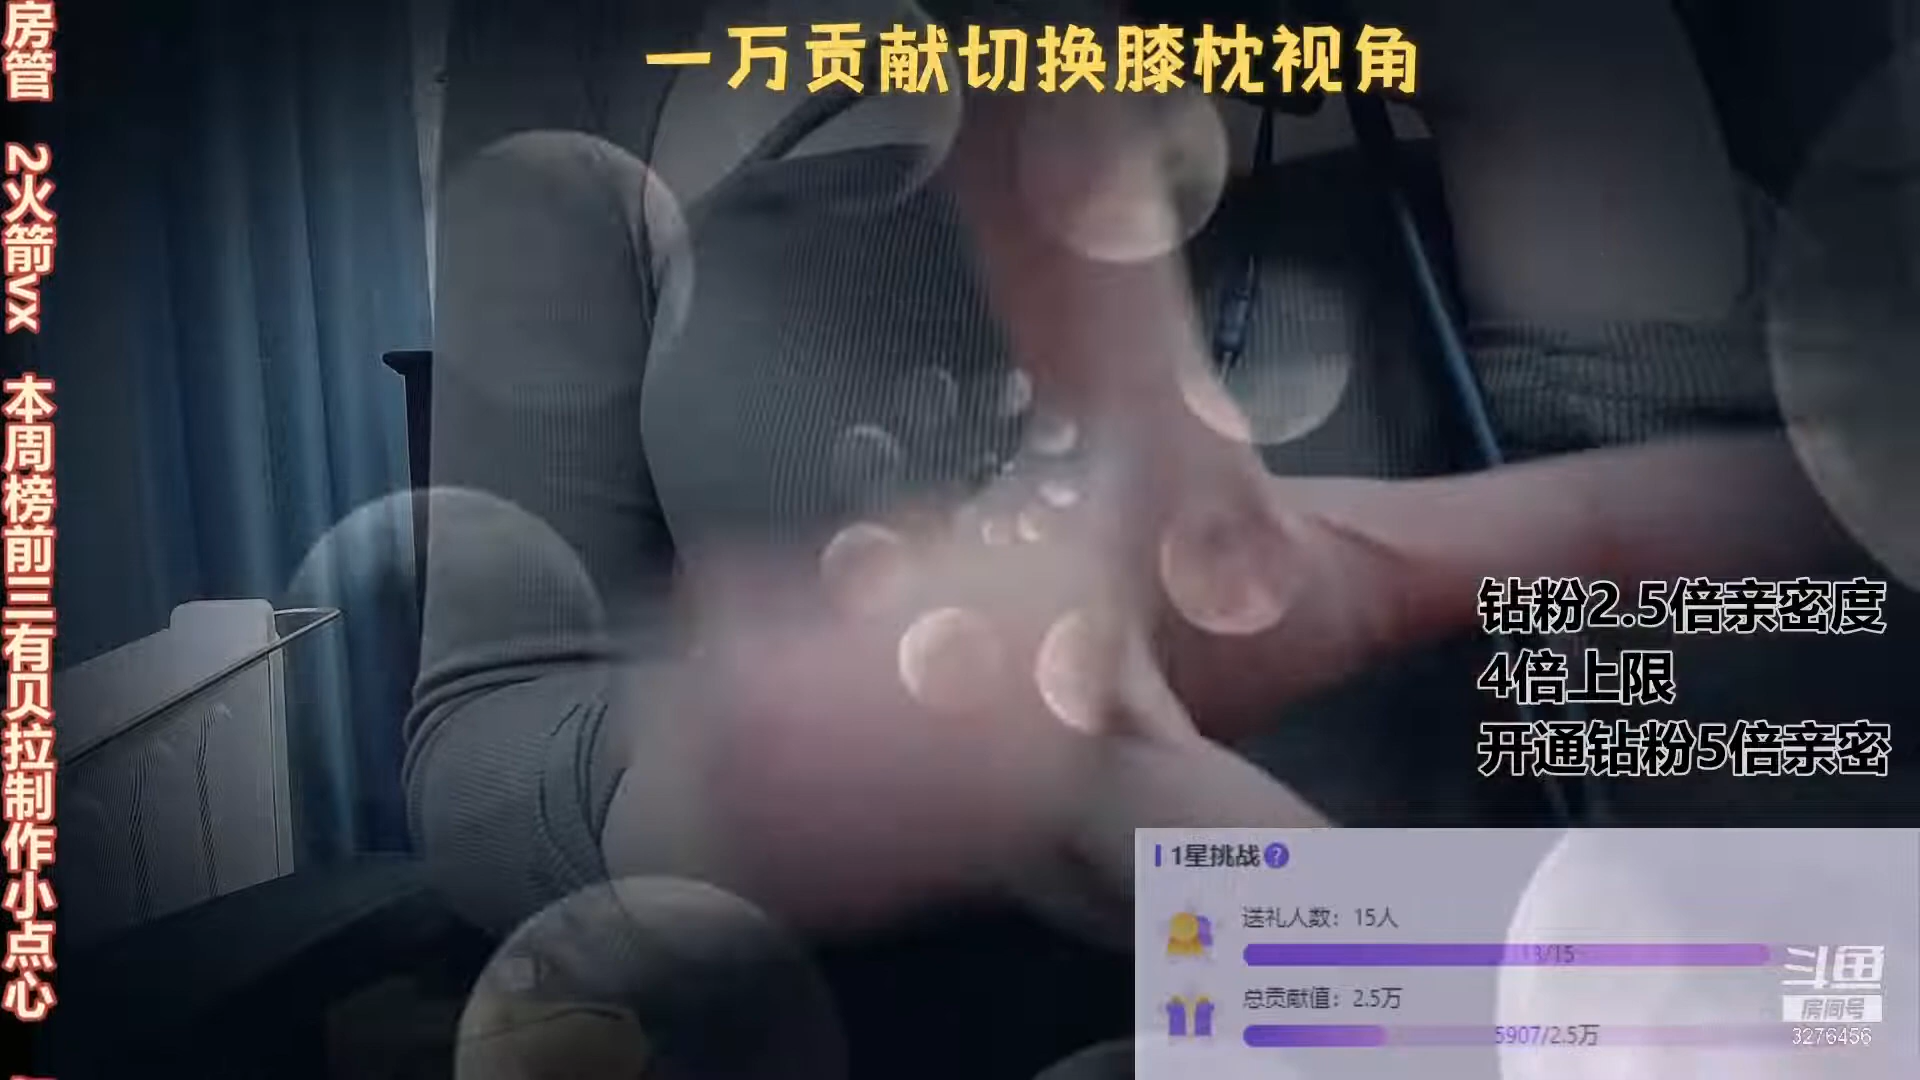 一万贡献切换膝枕视角
房管 2火箭vx 本周榜前三有贝拉制作小点心
钻粉2.5倍亲密度
4倍上限
开通钻粉5倍亲密
1星挑战?
送礼人数：15人
总贡献值：2.5万
5907/2.5万
斗鱼
房间号
3276456